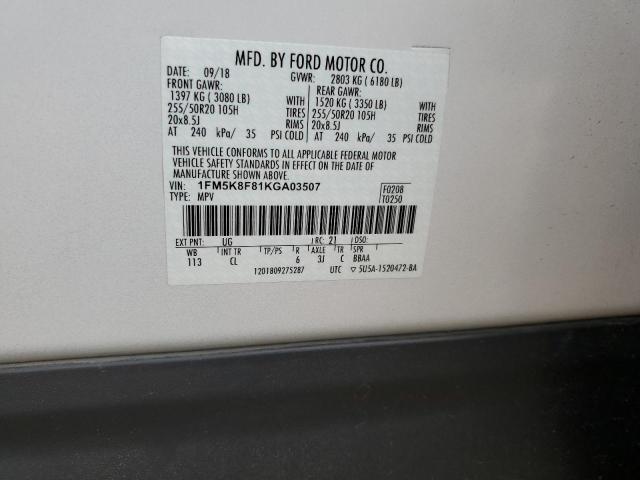 MFD. BY FORD MOTOR CO.
DATE: 09/18 GVWR: 2803 KG ( 6180 LB)
FRONT GAWR: REAR GAWR:
1397 KG ( 3080 LB) WITH 1520 KG ( 3350 LB) WITH
255/50R20 105H TIRES 255/50R20 105H TIRES
20x8.5J RIMS 20x8.5J RIMS
AT 240 kPa/ 35 PSI COLD AT 240 kPa/ 35 PSI COLD
THIS VEHICLE CONFORMS TO ALL APPLICABLE FEDERAL MOTOR
VEHICLE SAFETY STANDARDS IN EFFECT ON THE DATE OF
MANUFACTURE SHOWN ABOVE.
VIN: 1FM5K8F81KGA03507 F0208
TYPE: MPV T0250
EXT PNT: UG RC: 21 DSO:
WB INT TR TP/PS R AXLE TR SPR
113 CL 6 3J C BBAA
1201809275287 UTC ▽ 5U5A-1520472-BA